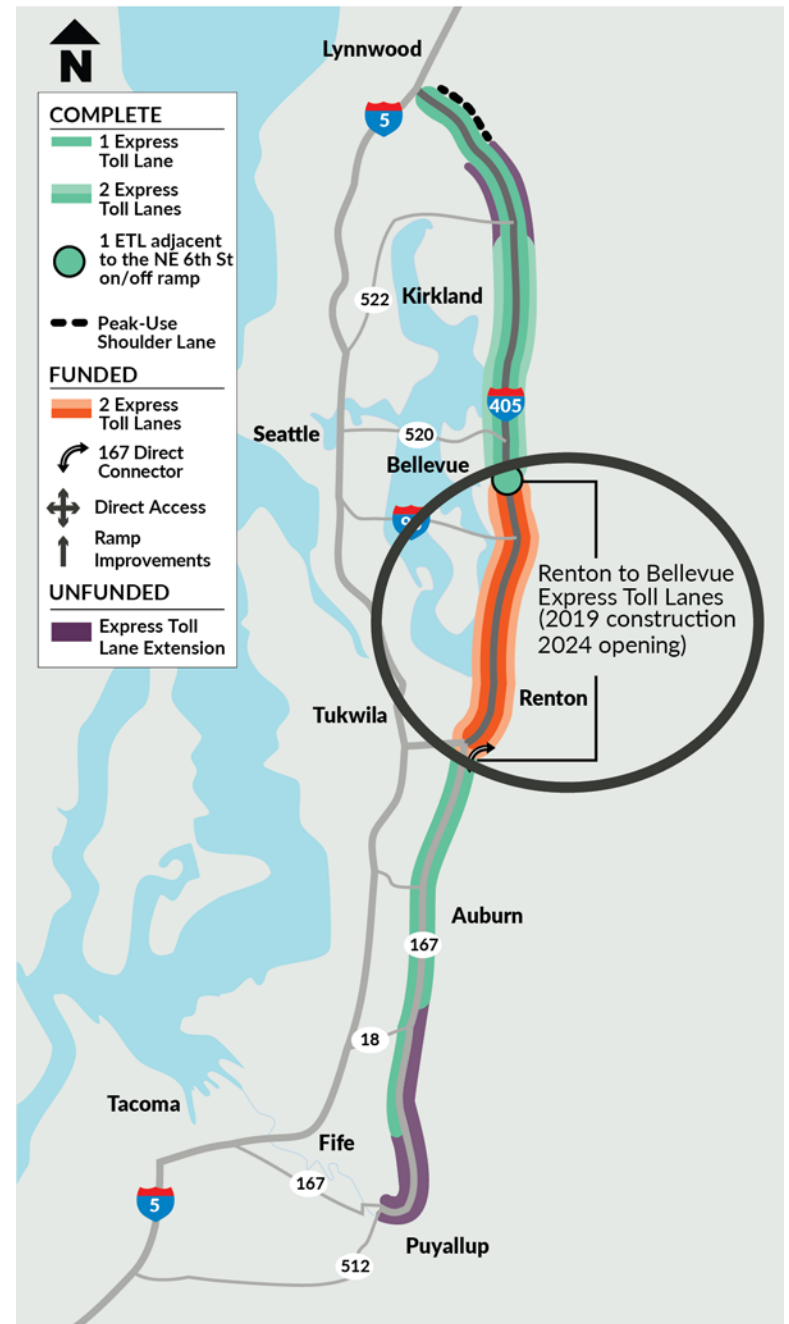 N
COMPLETE
1 Express
Toll Lane
2 Express
Toll Lanes
1 ETL adjacent
to the NE 6th St
on/off ramp
Peak-Use
Shoulder Lane
FUNDED
2 Express
Toll Lanes
167 Direct
Connector
Direct Access
Ramp
Improvements
UNFUNDED
Express Toll
Lane Extension
Lynnwood
5
522
Kirkland
405
Seattle
520
Bellevue
Renton to Bellevue
Express Toll Lanes
(2019 construction
2024 opening)
Renton
Tukwila
Auburn
167
18
Tacoma
Fife
167
5
Puyallup
512